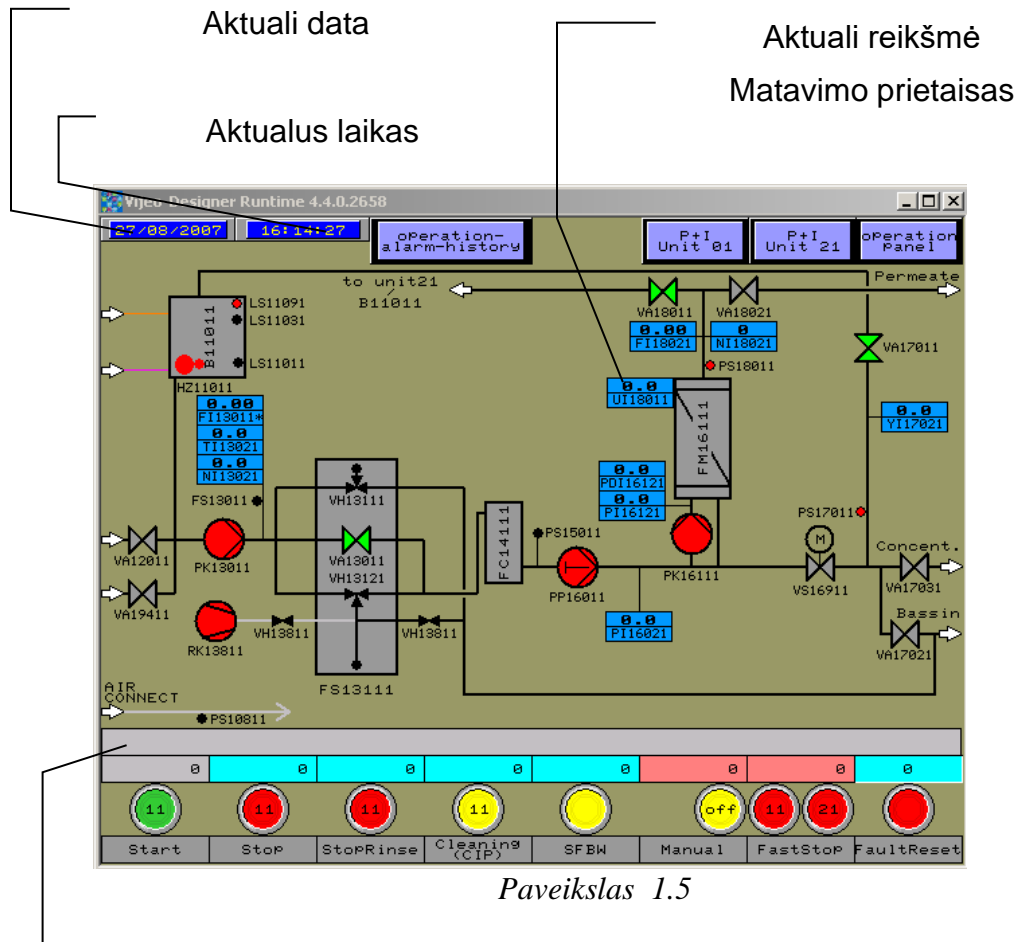 Aktuali data
Aktuali reikšmė
Matavimo prietaisas
Aktualus laikas
Vijeo-Designer Runtime 4.4.0.2658
27/08/2007
16:14:27
operation-
alarm-history
P+I
Unit 01
P+I
Unit 21
operation
Panel
to unit21
B11011
Permeate
LS11091
LS11031
B11011
LS11011
HZ11011
VA18011
VA18021
0.00
FI18021
0
NI18021
VA17011
PS18011
0.0
UI18011
0.00
FI13011*
0.0
TI13021
0.0
NI13021
0.0
YI17021
FM16111
0.0
PDI16121
0.0
PI16121
FS13011
VH13111
PS17011
PS15011
M
Concent.
VA12011
PK13011
VA13011
VH13121
FC14111
PP16011
PK16111
VS16911
VA17031
VA19411
RK13811
VH13811
VH13811
0.0
PI16021
Bassin
VA17021
FS13111
AIR
CONNECT
PS10811
0 0 0 0 0 0 0 0
11 11 11 11 off 11 21
Start Stop StopRinse Cleaning (CIP) SFBW Manual FastStop FaultReset
Paveikslas 1.5